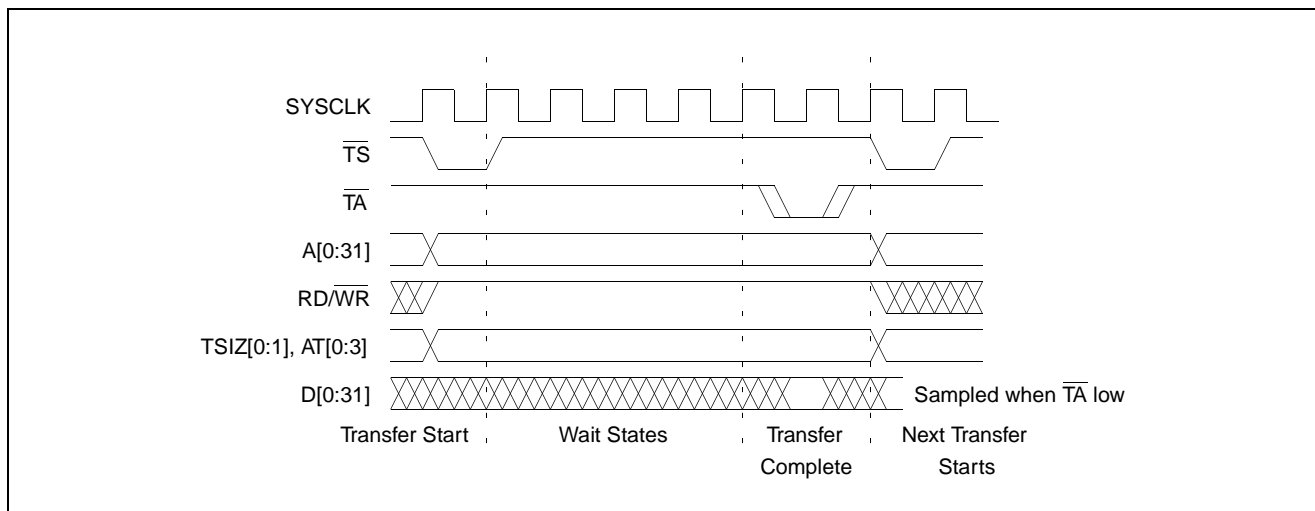 SYSCLK
TS
TA
A[0:31]
RD/WR
TSIZ[0:1], AT[0:3]
D[0:31]
Sampled when TA low
Transfer Start
Wait States
Transfer
Complete
Next Transfer
Starts